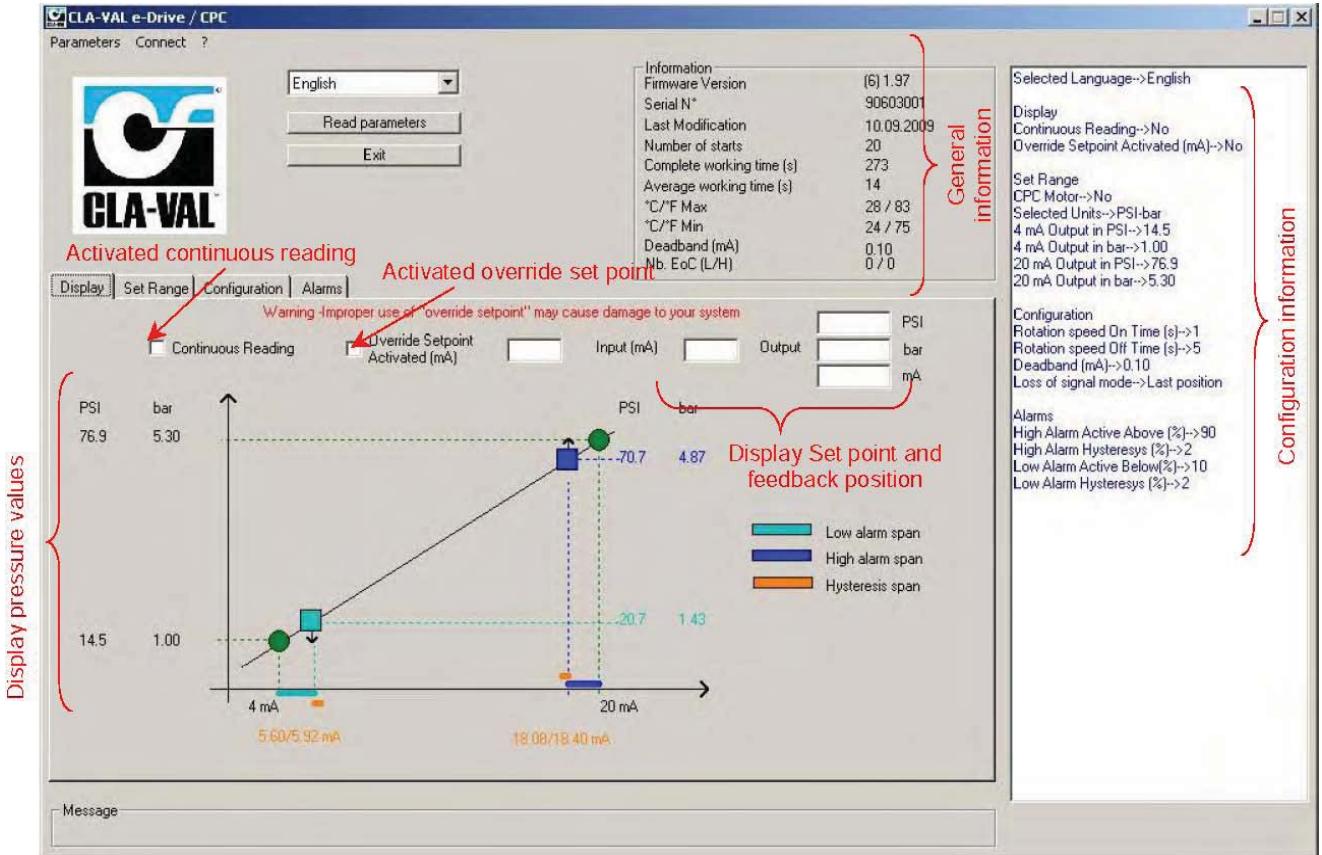 CLA-VAL e-Drive / CPC
Parameters Connect ?
CLA-VAL
English
Read parameters
Exit
Information
Firmware Version (6) 1.97
Serial N° 90603001
Last Modification 10.09.2009
Number of starts 20
Complete working time (s) 273
Average working time (s) 14
°C/°F Max 28 / 83
°C/°F Min 24 / 75
Deadband (mA) 0.10
Nb. EoC (L/H) 0 / 0
General
information
Activated continuous reading
Activated override set point
Display Set Range Configuration Alarms
Warning -Improper use of "override setpoint" may cause damage to your system
Continuous Reading
Override Setpoint
Activated (mA)
Input (mA)
Output
PSI
bar
mA
Display Set point and
feedback position
Display pressure values
PSI bar
76.9 5.30
14.5 1.00
PSI bar
70.7 4.87
20.7 1.43
Low alarm span
High alarm span
Hysteresis span
4 mA
20 mA
5.60/5.92 mA
18.08/18.40 mA
Message
Selected Language-->English
Display
Continuous Reading-->No
Override Setpoint Activated (mA)-->No
Set Range
CPC Motor-->No
Selected Units-->PSI-bar
4 mA Output in PSI-->14.5
4 mA Output in bar-->1.00
20 mA Output in PSI-->76.9
20 mA Output in bar-->5.30
Configuration
Rotation speed On Time (s)-->1
Rotation speed Off Time (s)-->5
Deadband (mA)-->0.10
Loss of signal mode-->Last position
Alarms
High Alarm Active Above (%)-->90
High Alarm Hysteresys (%)-->2
Low Alarm Active Below(%)-->10
Low Alarm Hysteresys (%)-->2
Configuration information